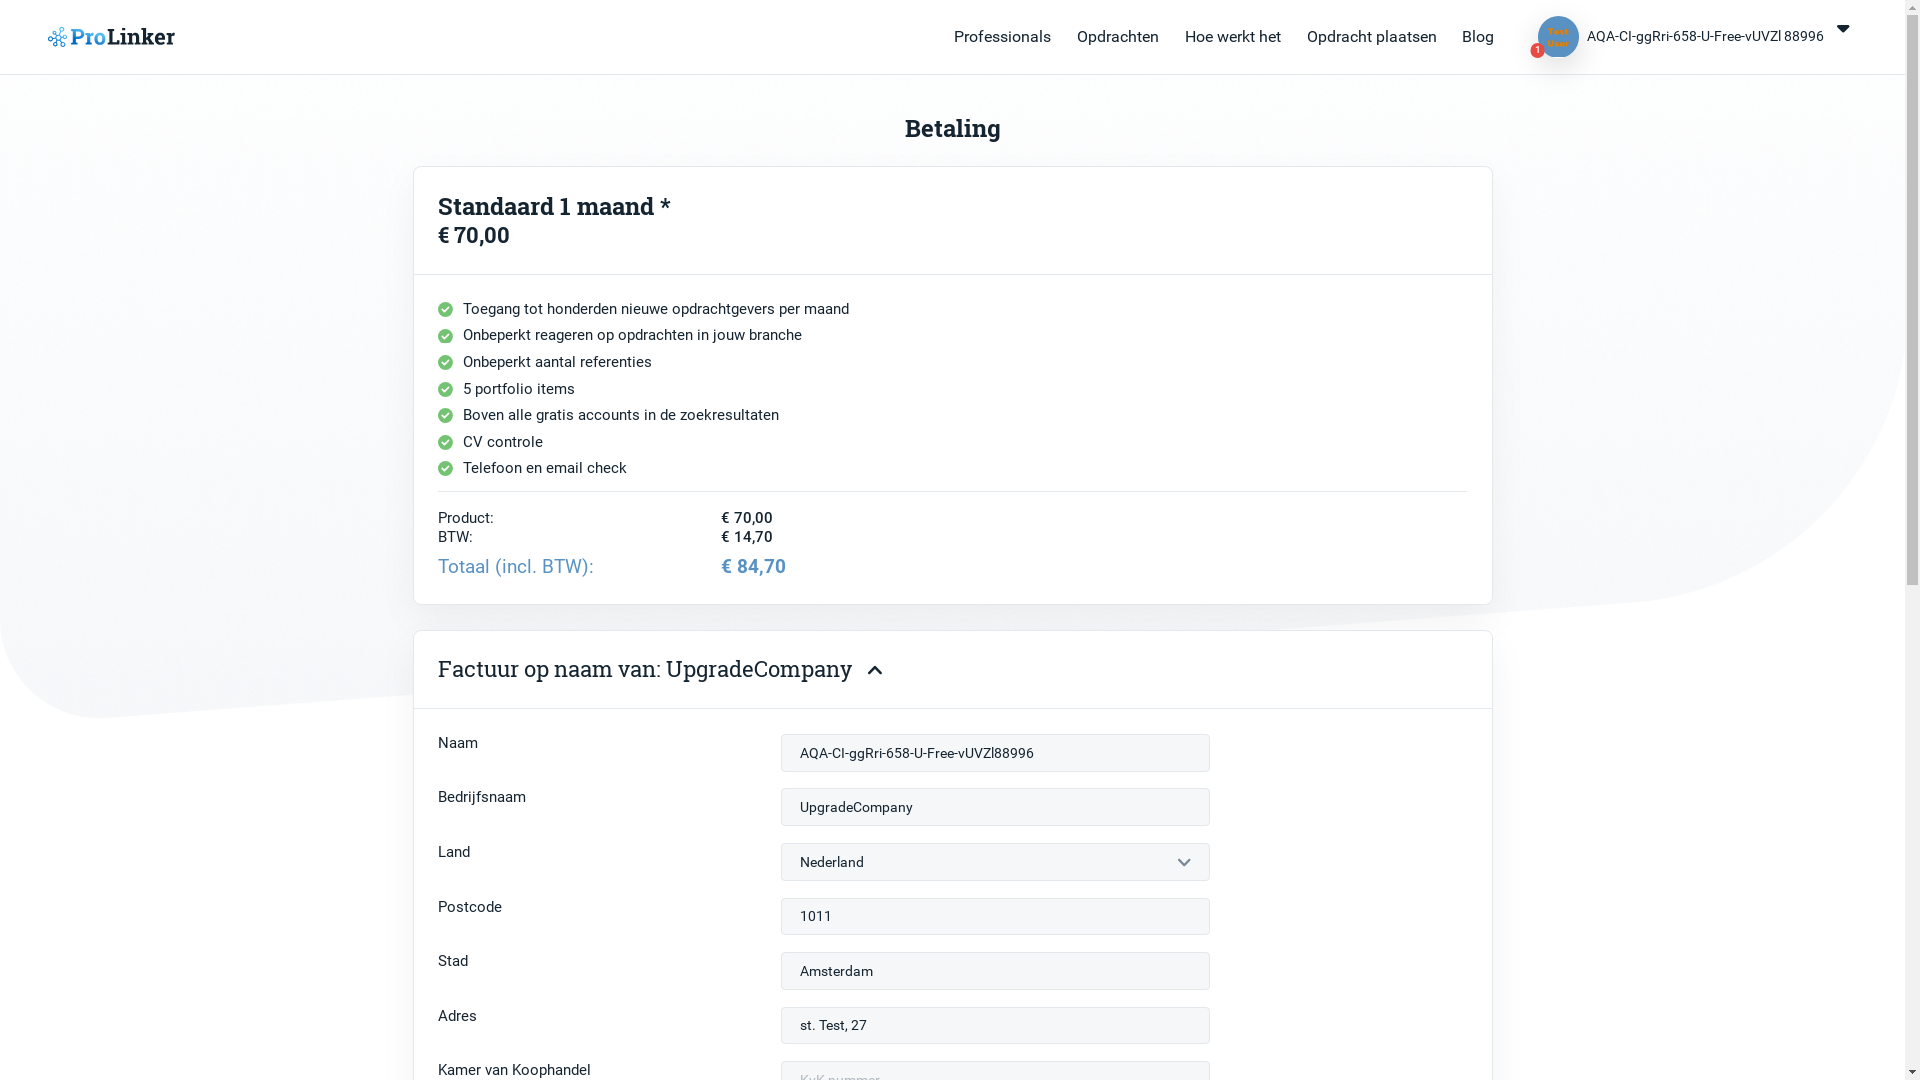 ProLinker
Professionals
Opdrachten
Hoe werkt het
Opdracht plaatsen
Blog
Test
User
1
AQA-CI-ggRri-658-U-Free-vUVZl 88996
Betaling
Standaard 1 maand *
€ 70,00
Toegang tot honderden nieuwe opdrachtgevers per maand
Onbeperkt reageren op opdrachten in jouw branche
Onbeperkt aantal referenties
5 portfolio items
Boven alle gratis accounts in de zoekresultaten
CV controle
Telefoon en email check
Product: € 70,00
BTW: € 14,70
Totaal (incl. BTW): € 84,70
Factuur op naam van: UpgradeCompany
Naam AQA-CI-ggRri-658-U-Free-vUVZl88996
Bedrijfsnaam UpgradeCompany
Land Nederland
Postcode 1011
Stad Amsterdam
Adres st. Test, 27
Kamer van Koophandel KvK nummer